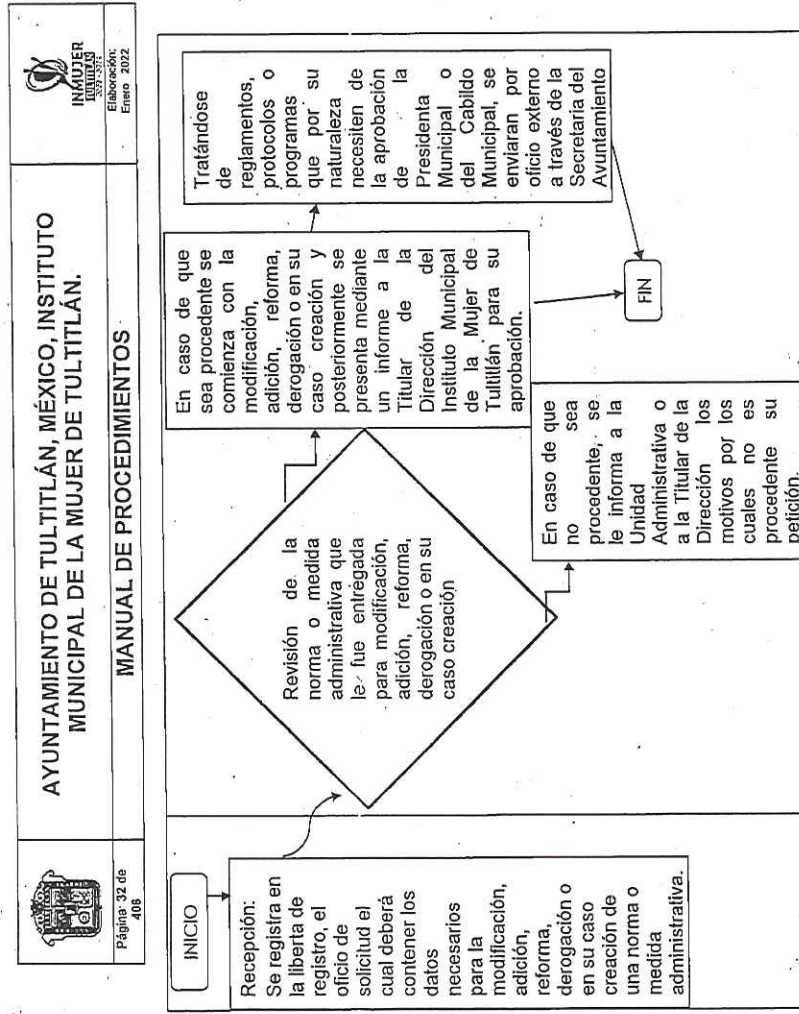 Página 32 de
406
AYUNTAMIENTO DE TULTITLÁN, MÉXICO, INSTITUTO
MUNICIPAL DE LA MUJER DE TULTITLÁN.
MANUAL DE PROCEDIMIENTOS
INMUJER
TULTITLÁN
Elaboración:
Enero 2022
INICIO
Recepción:
Se registra en
la liberta de
registro, el
oficio de
solicitud el
cual deberá
contener los
datos
necesarios
para la
modificación,
adición,
reforma,
derogación o
en su caso
creación de
una norma o
medida
administrativa.
Revisión de la
norma o medida
administrativa que
le fue entrégada
para modificación,
adición, reforma,
derogación o en su
caso creación
En caso de que
sea procedente se
comienza con la
modificación,
adición, reforma,
derogación o en su
caso creación y
posteriormente se
presenta mediante
un informe a la
Titular de la
Dirección del
Instituto Municipal
de la Mujer de
Tultitlán para su
aprobación.
Tratándose
de
reglamentos,
protocolos o
programas
que por su
naturaleza
necesiten de
la aprobación
de la
Presidenta
Municipal o
del Cabildo
Municipal, se
enviaran por
oficio externo
a través de la
Secretaria del
Ayuntamiento
En caso de que
no sea
procedente, se
le informa a la
Unidad
Administrativa o
a la Titular de la
Dirección los
motivos por los
cuales no es
procedente su
petición.
FIN